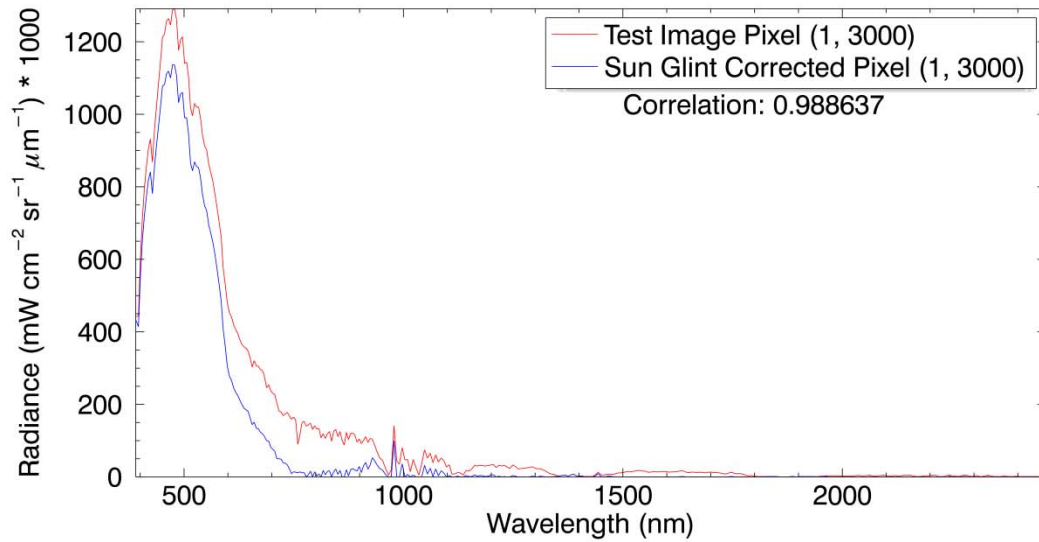 Test Image Pixel (1, 3000)
Sun Glint Corrected Pixel (1, 3000)
Correlation: 0.988637
Radiance (mW cm⁻² sr⁻¹ μm⁻¹) * 1000
1200
1000
800
600
400
200
0
500 1000 1500 2000
Wavelength (nm)